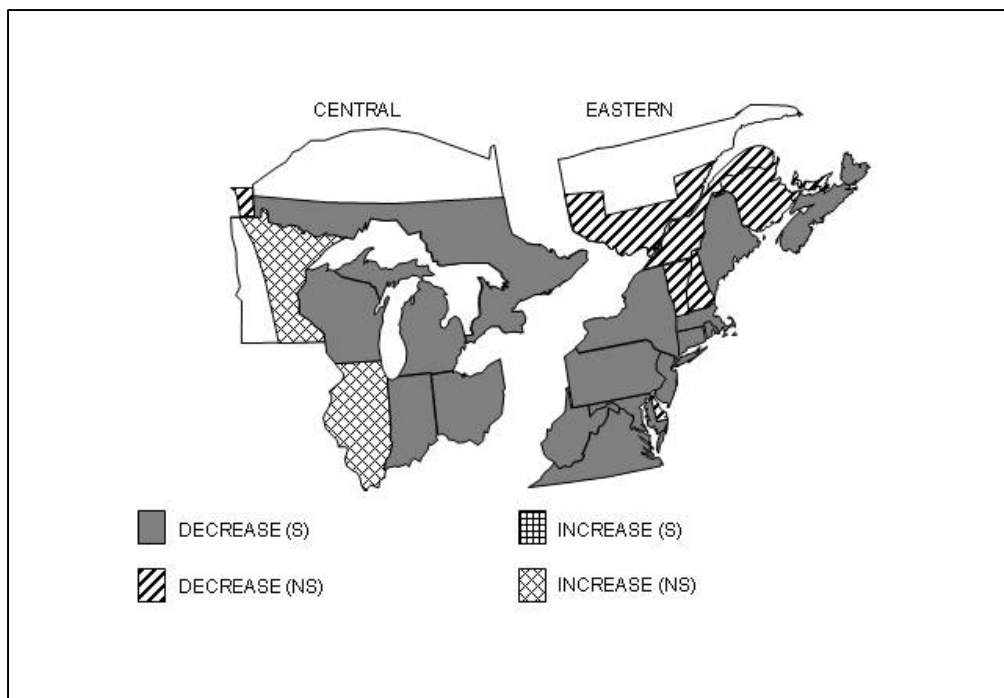 CENTRAL EASTERN
DECREASE (S) INCREASE (S)
DECREASE (NS) INCREASE (NS)